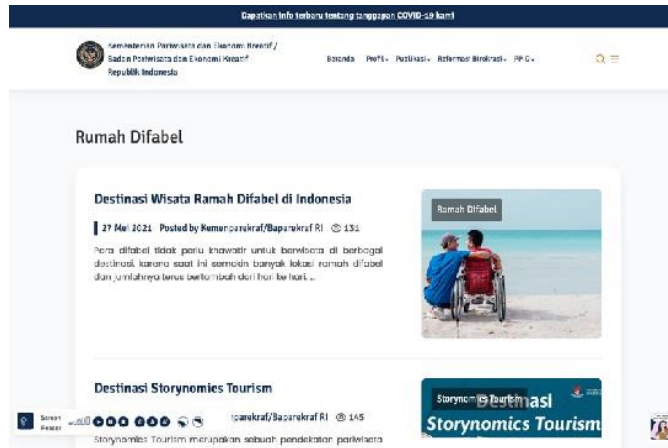 Dapatkan info terbaru tentang tanggapan COVID-19 kami
Kementerian Pariwisata dan Ekonomi Kreatif /
Badan Pariwisata dan Ekonomi Kreatif
Republik Indonesia
Beranda Profil Publikasi Reformasi Birokrasi
Rumah Difabel
Destinasi Wisata Ramah Difabel di Indonesia
27 Mei 2021 Posted by Kemenparekraf/Baparekraf RI 131
Para difabel tidak perlu khawatir untuk berwisata di berbagai
destinasi, karena saat ini semakin banyak lokasi ramah difabel
dan jumlahnya terus bertambah dari hari ke hari. ...
Ramah Difabel
Destinasi Storynomics Tourism
parekraf/Baparekraf RI 145
Storynomics Tourism merupakan sebuah pendekatan pariwisata
Storynomics Tourism
Destinasi
Storynomics Tourism